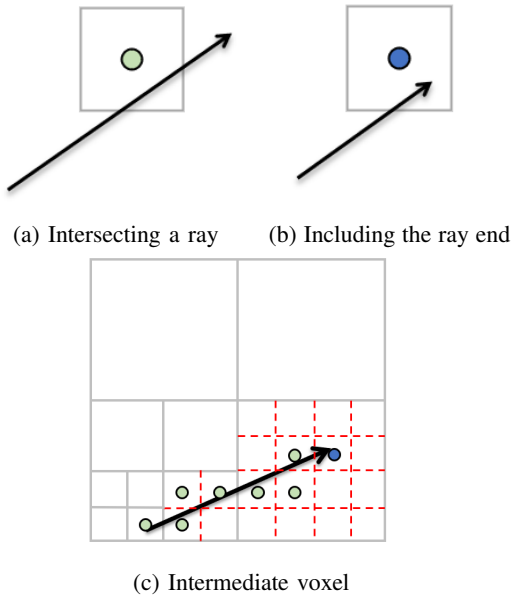 (a) Intersecting a ray
(b) Including the ray end
(c) Intermediate voxel